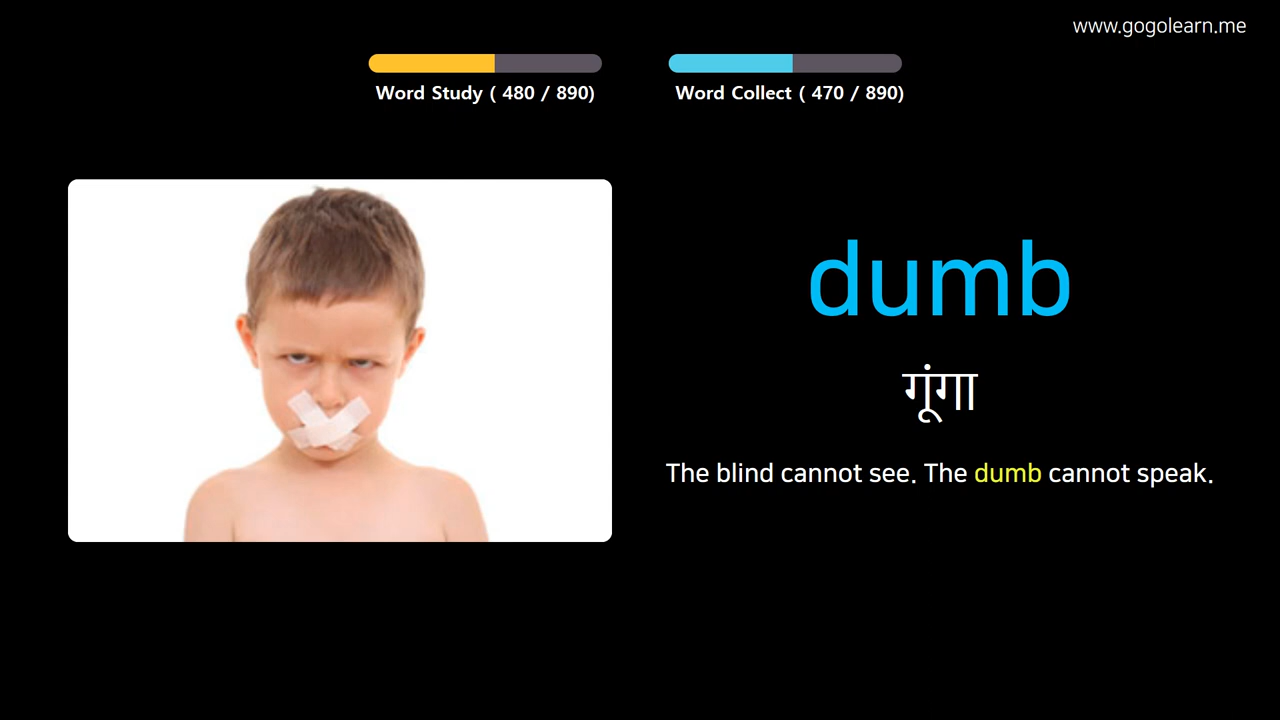 www.gogolearn.me
Word Study ( 480 / 890)
Word Collect ( 470 / 890)
dumb
गूंगा
The blind cannot see. The dumb cannot speak.